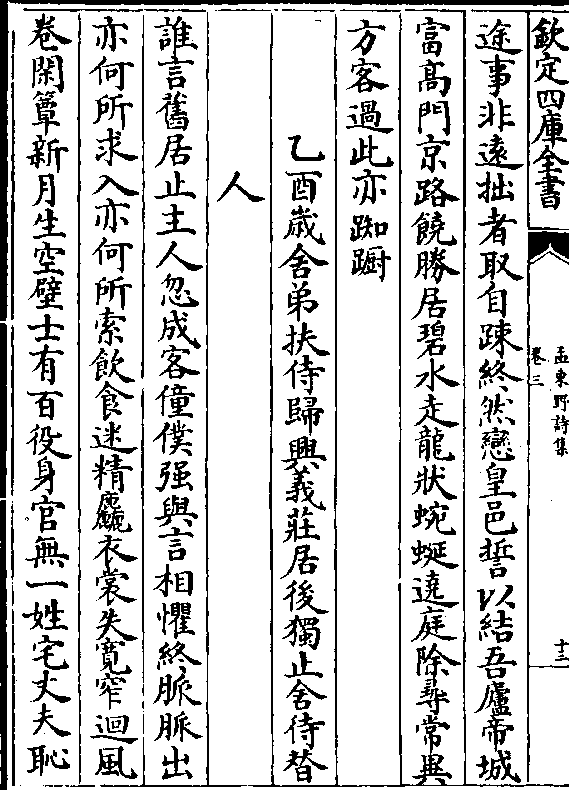 欽定四庫全書
孟東野詩集
卷三
十三
途事非遠拙者取自踈終然戀皇邑誓以結吾廬帝城
富高門京路饒勝居碧水走龍狀蜿蜒遶庭除尋常異
方客過此亦踟躕
乙酉歲舍弟扶侍歸興義莊居後獨止舍待替
人
誰言舊居止主人忽成客僮僕强與言相懼終脈脈出
亦何所求入亦何所索飲食迷精麤衣裳失寛窄迴風
卷閑簟新月生空壁士有百役身官無一姓宅丈夫恥